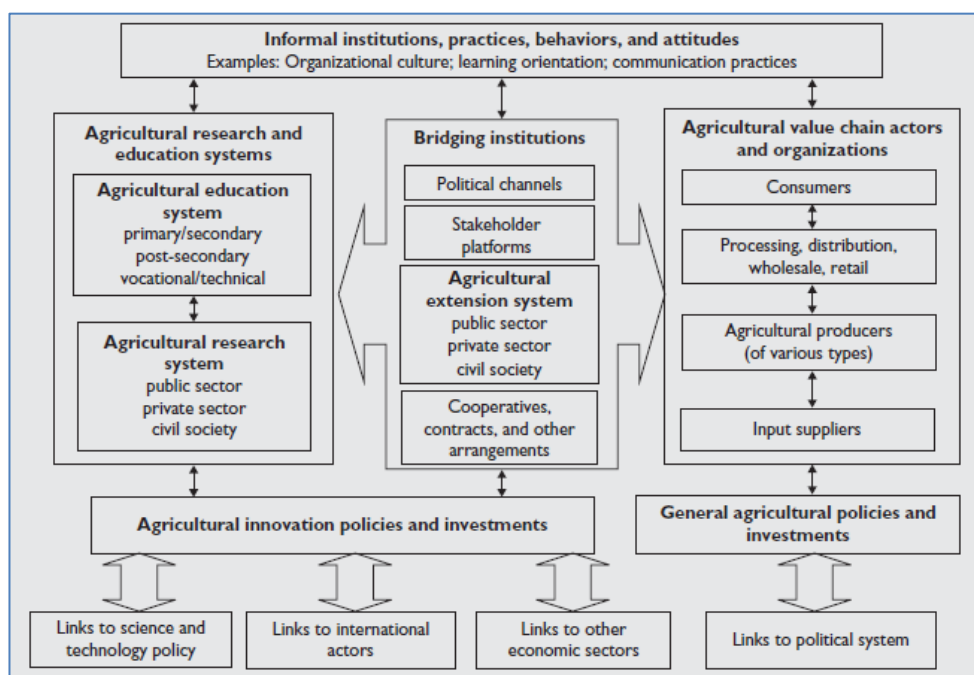 Informal institutions, practices, behaviors, and attitudes
Examples: Organizational culture; learning orientation; communication practices
Agricultural research and
education systems
Agricultural education
system
primary/secondary
post-secondary
vocational/technical
Agricultural research
system
public sector
private sector
civil society
Bridging institutions
Political channels
Stakeholder
platforms
Agricultural
extension system
public sector
private sector
civil society
Cooperatives,
contracts, and other
arrangements
Agricultural value chain actors
and organizations
Consumers
Processing, distribution,
wholesale, retail
Agricultural producers
(of various types)
Input suppliers
Agricultural innovation policies and investments
General agricultural policies and
investments
Links to science and
technology policy
Links to international
actors
Links to other
economic sectors
Links to political system